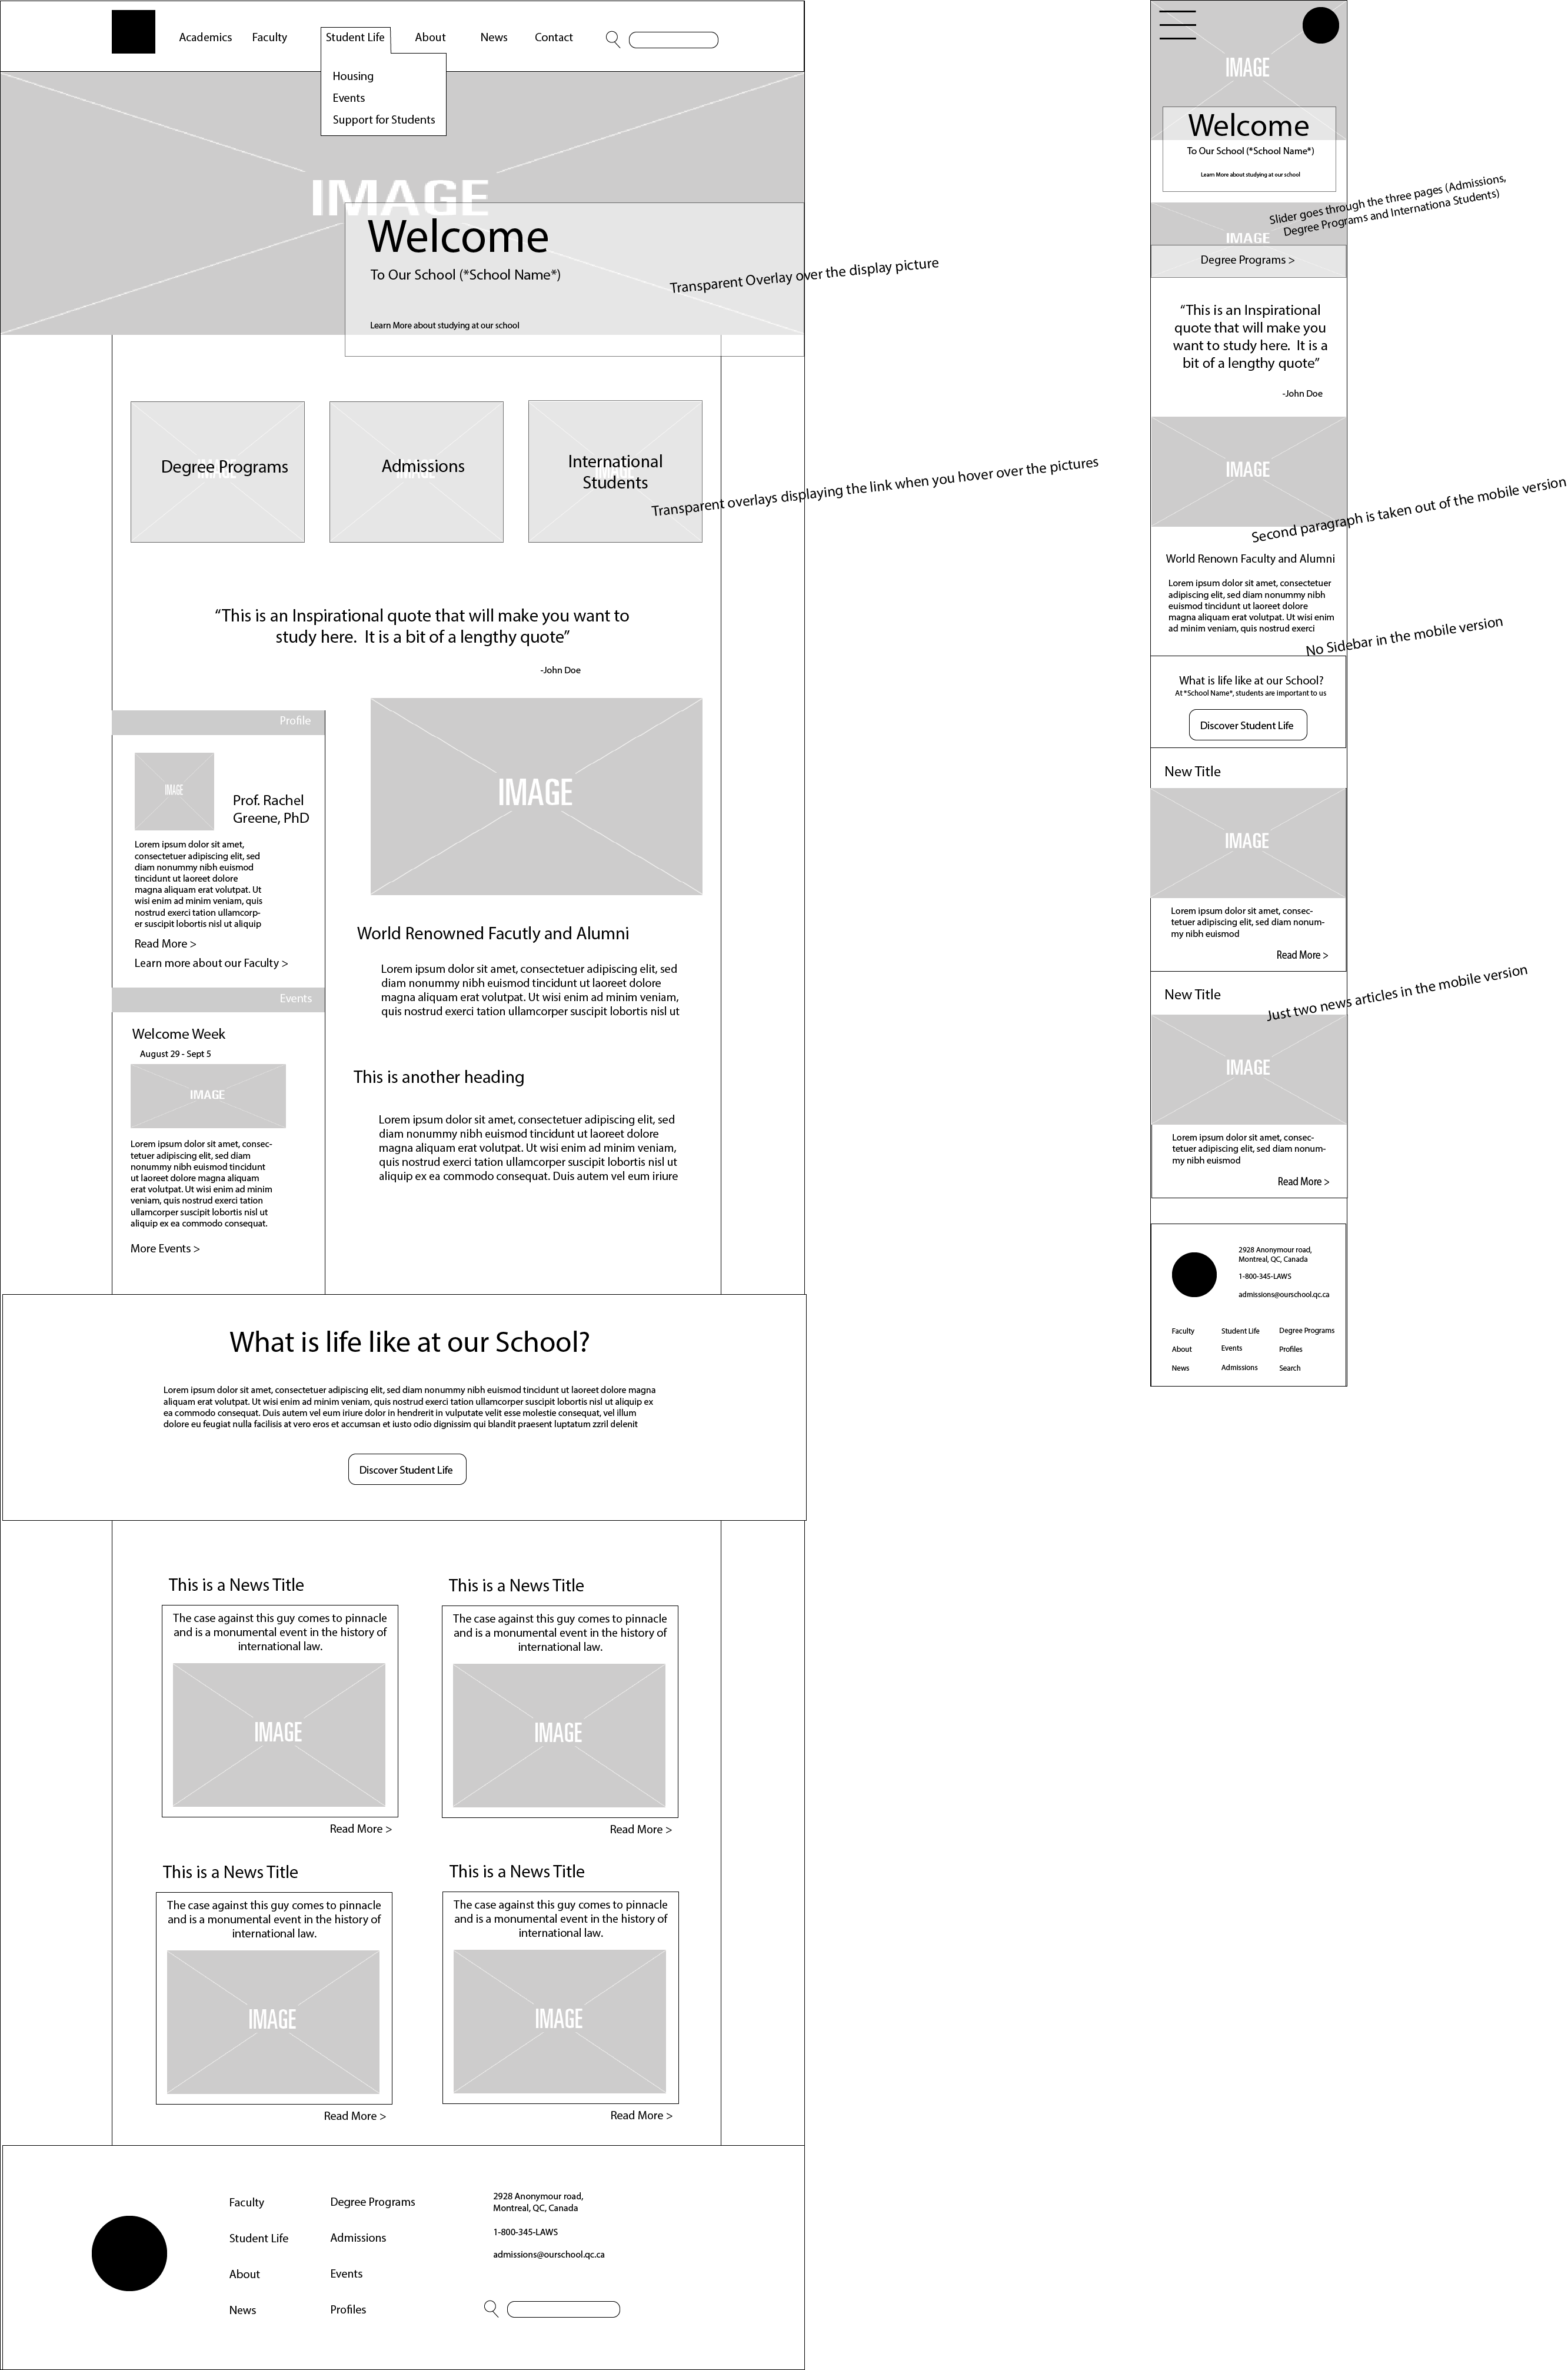 Academics
Faculty
Student Life
About
News
Contact
Housing
Events
Support for Students
IMAGE
Welcome
To Our School (*School Name*)
Learn More about studying at our school
Transparent Overlay over the display picture
IMAGE
Degree Programs
IMAGE
Admissions
IMAGE
International
Students
Transparent overlays displaying the link when you hover over the pictures
“This is an Inspirational quote that will make you want to
study here. It is a bit of a lengthy quote”
-John Doe
Profile
IMAGE
Prof. Rachel
Greene, PhD
Lorem ipsum dolor sit amet,
consectetuer adipiscing elit, sed
diam nonummy nibh euismod
tincidunt ut laoreet dolore
magna aliquam erat volutpat. Ut
wisi enim ad minim veniam, quis
nostrud exerci tation ullamcorp-
er suscipit lobortis nisl ut aliquip
Read More >
Learn more about our Faculty >
Events
Welcome Week
August 29 - Sept 5
IMAGE
Lorem ipsum dolor sit amet, consec-
tetuer adipiscing elit, sed diam
nonummy nibh euismod tincidunt
ut laoreet dolore magna aliquam
erat volutpat. Ut wisi enim ad minim
veniam, quis nostrud exerci tation
ullamcorper suscipit lobortis nisl ut
aliquip ex ea commodo consequat.
More Events >
IMAGE
World Renowned Facutly and Alumni
Lorem ipsum dolor sit amet, consectetuer adipiscing elit, sed
diam nonummy nibh euismod tincidunt ut laoreet dolore
magna aliquam erat volutpat. Ut wisi enim ad minim veniam,
quis nostrud exerci tation ullamcorper suscipit lobortis nisl ut
This is another heading
Lorem ipsum dolor sit amet, consectetuer adipiscing elit, sed
diam nonummy nibh euismod tincidunt ut laoreet dolore
magna aliquam erat volutpat. Ut wisi enim ad minim veniam,
quis nostrud exerci tation ullamcorper suscipit lobortis nisl ut
aliquip ex ea commodo consequat. Duis autem vel eum iriure
What is life like at our School?
Lorem ipsum dolor sit amet, consectetuer adipiscing elit, sed diam nonummy nibh euismod tincidunt ut laoreet dolore magna
aliquam erat volutpat. Ut wisi enim ad minim veniam, quis nostrud exerci tation ullamcorper suscipit lobortis nisl ut aliquip ex
ea commodo consequat. Duis autem vel eum iriure dolor in hendrerit in vulputate velit esse molestie consequat, vel illum
dolore eu feugiat nulla facilisis at vero eros et accumsan et iusto odio dignissim qui blandit praesent luptatum zzril delenit
Discover Student Life
This is a News Title
The case against this guy comes to pinnacle
and is a monumental event in the history of
international law.
IMAGE
Read More >
This is a News Title
The case against this guy comes to pinnacle
and is a monumental event in the history of
international law.
IMAGE
Read More >
This is a News Title
The case against this guy comes to pinnacle
and is a monumental event in the history of
international law.
IMAGE
Read More >
This is a News Title
The case against this guy comes to pinnacle
and is a monumental event in the history of
international law.
IMAGE
Read More >
Faculty
Student Life
About
News
Degree Programs
Admissions
Events
Profiles
2928 Anonymour road,
Montreal, QC, Canada
1-800-345-LAWS
admissions@ourschool.qc.ca
IMAGE
Welcome
To Our School (*School Name*)
Learn More about studying at our school
Slider goes through the three pages (Admissions,
Degree Programs and Internationa Students)
IMAGE
Degree Programs >
“This is an Inspirational
quote that will make you
want to study here. It is a
bit of a lengthy quote”
-John Doe
IMAGE
Second paragraph is taken out of the mobile version
World Renown Faculty and Alumni
Lorem ipsum dolor sit amet, consectetuer
adipiscing elit, sed diam nonummy nibh
euismod tincidunt ut laoreet dolore
magna aliquam erat volutpat. Ut wisi enim
ad minim veniam, quis nostrud exerci
No Sidebar in the mobile version
What is life like at our School?
At *School Name*, students are important to us
Discover Student Life
New Title
IMAGE
Lorem ipsum dolor sit amet, consec-
tetuer adipiscing elit, sed diam nonum-
my nibh euismod
Read More >
New Title
Just two news articles in the mobile version
IMAGE
Lorem ipsum dolor sit amet, consec-
tetuer adipiscing elit, sed diam nonum-
my nibh euismod
Read More >
2928 Anonymour road,
Montreal, QC, Canada
1-800-345-LAWS
admissions@ourschool.qc.ca
Faculty
Student Life
Degree Programs
About
Events
Profiles
News
Admissions
Search